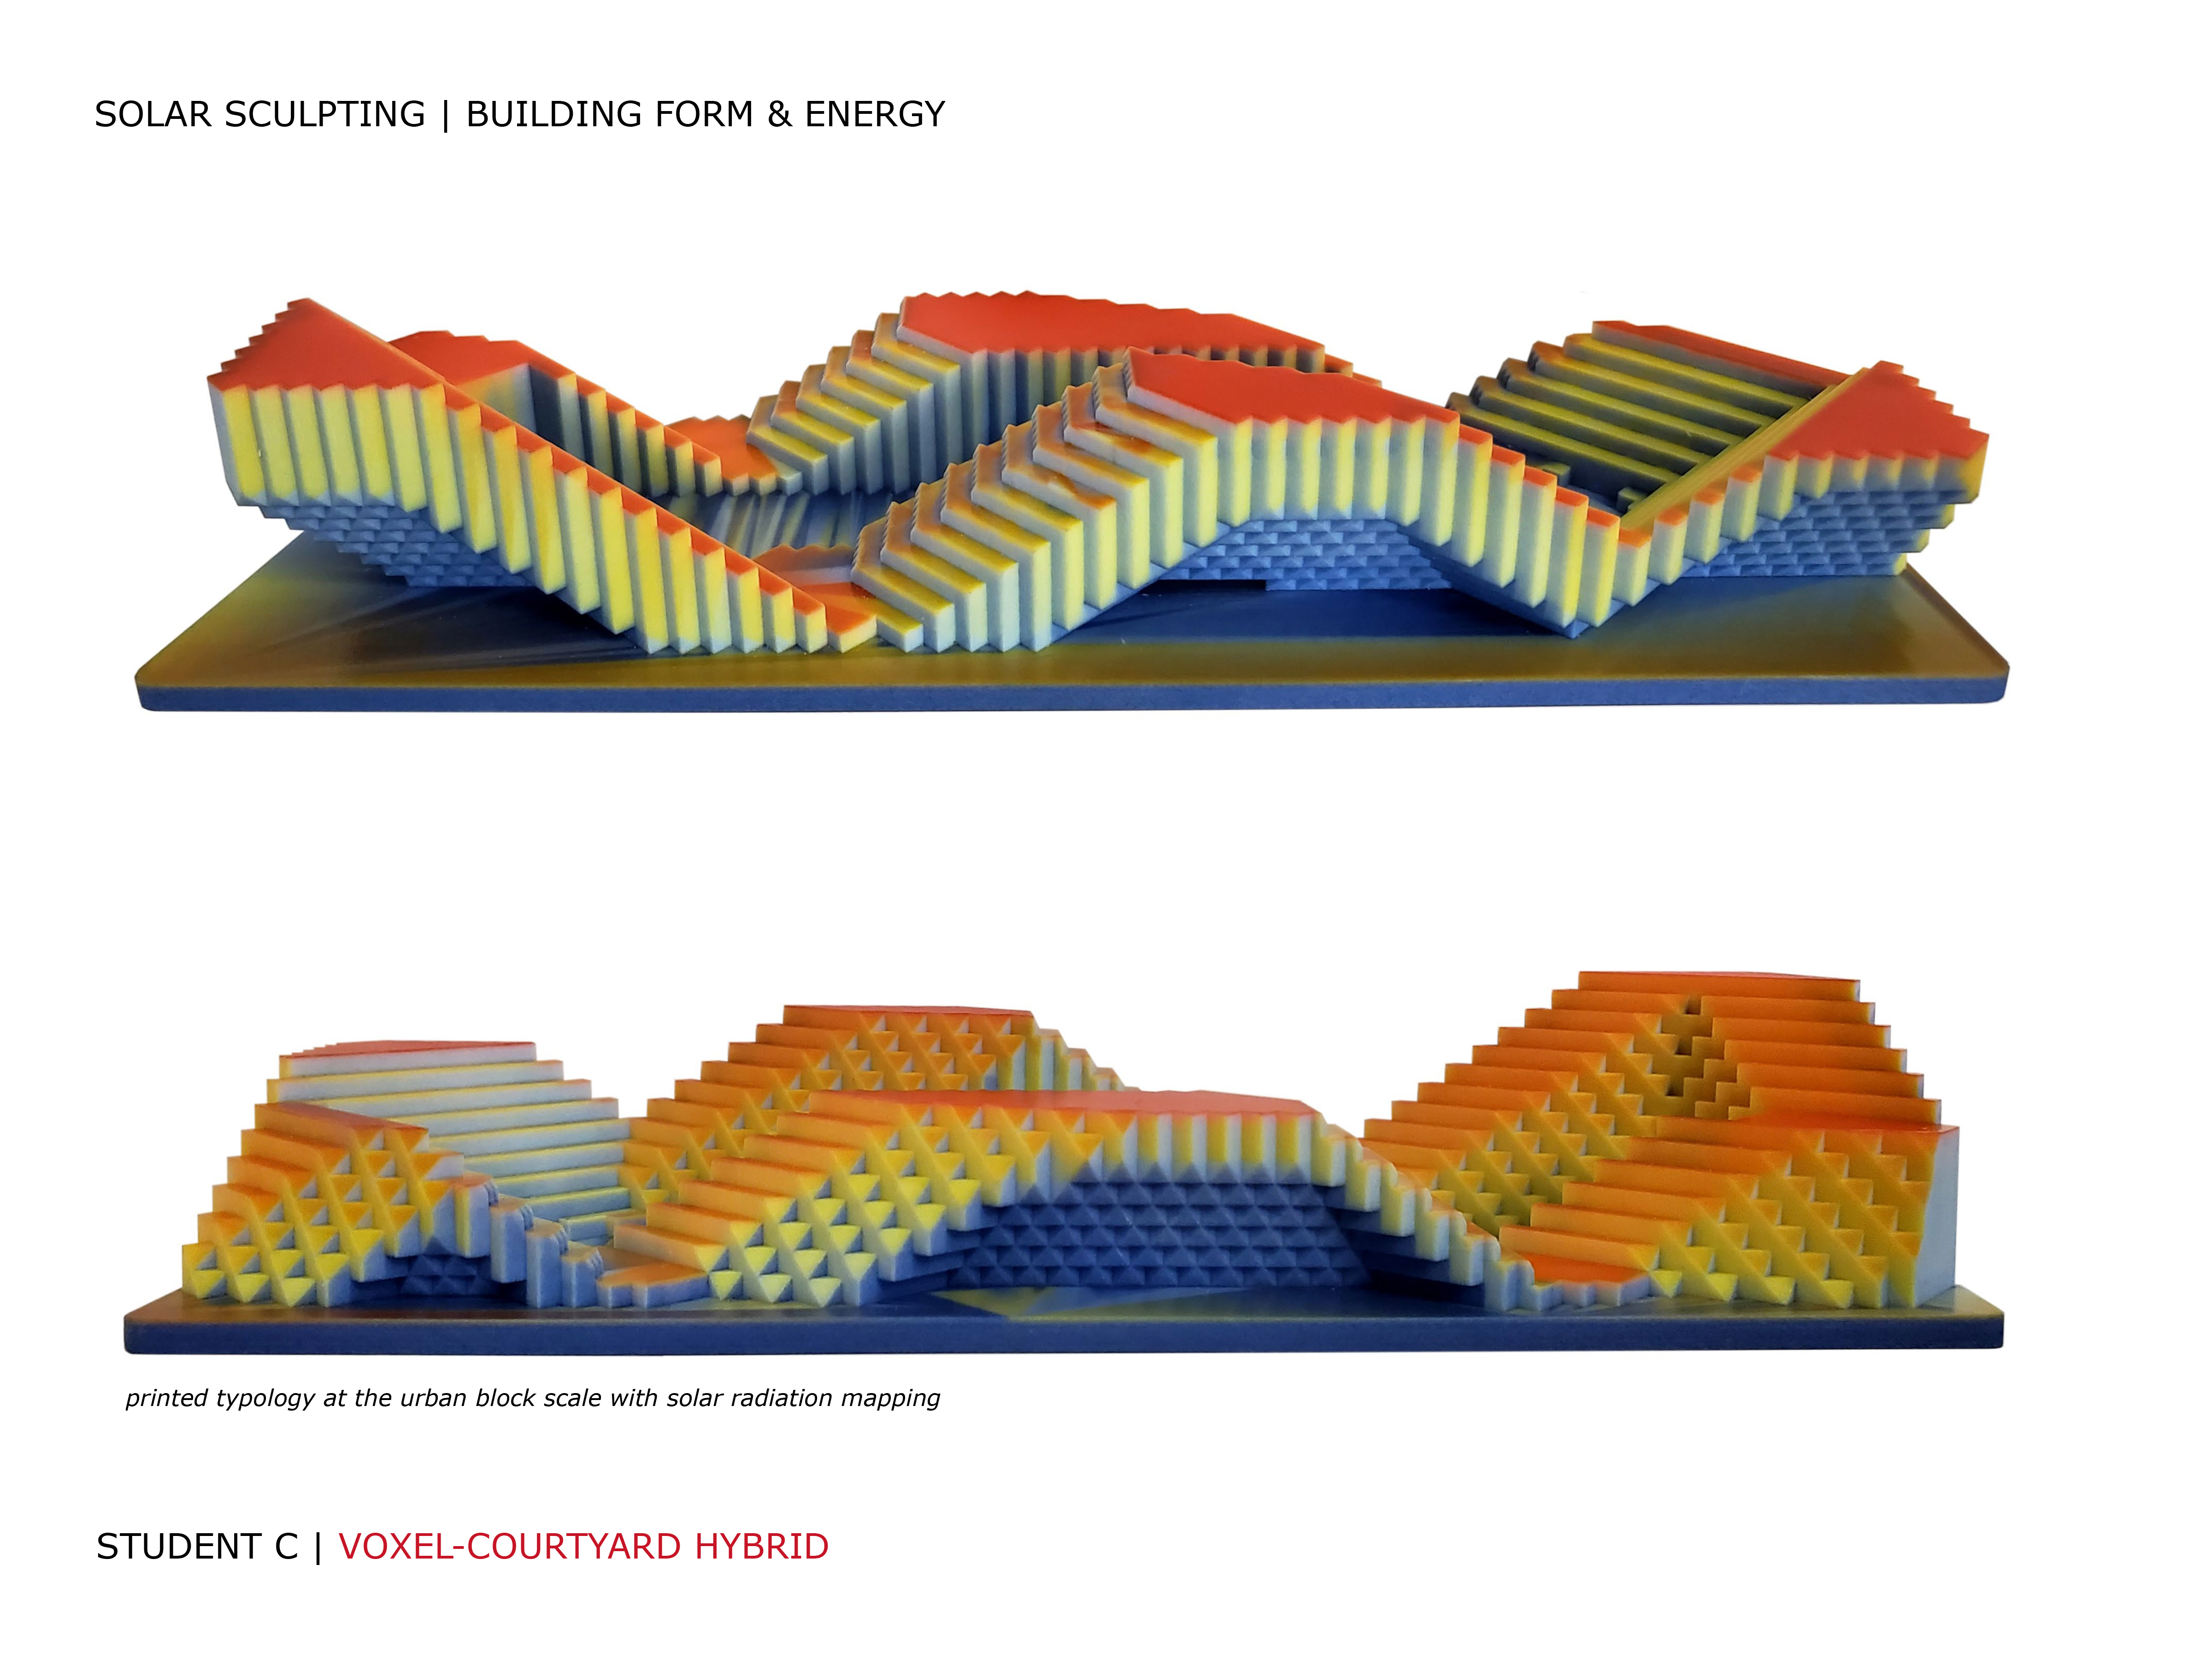 SOLAR SCULPTING | BUILDING FORM & ENERGY
printed typology at the urban block scale with solar radiation mapping
STUDENT C | VOXEL-COURTYARD HYBRID